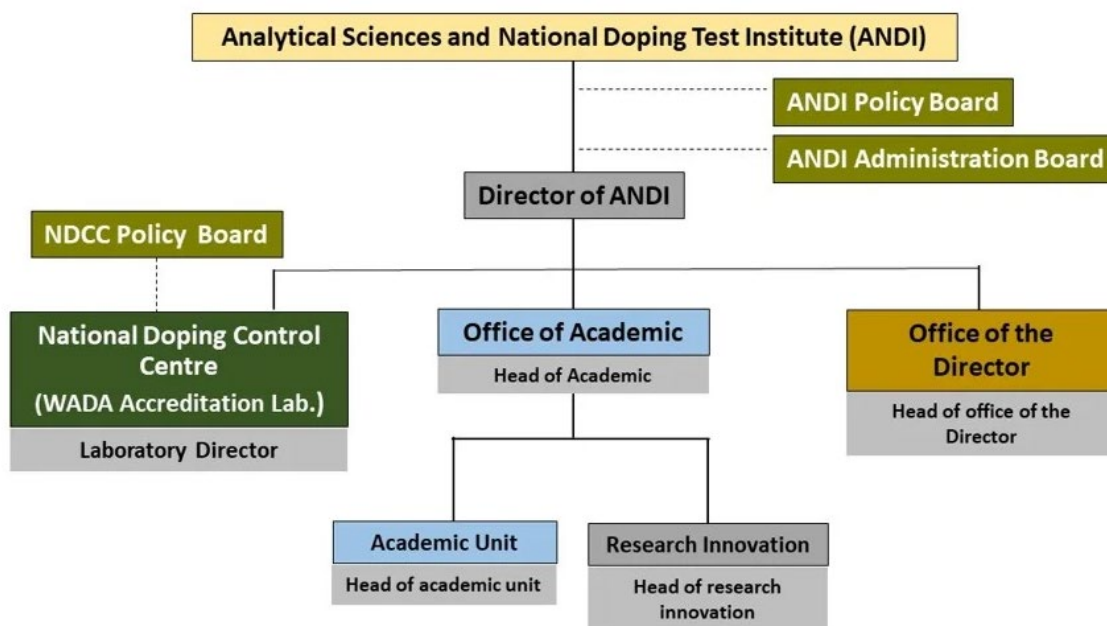 Analytical Sciences and National Doping Test Institute (ANDI)
ANDI Policy Board
ANDI Administration Board
Director of ANDI
NDCC Policy Board
National Doping Control
Centre
(WADA Accreditation Lab.)
Laboratory Director
Office of Academic
Head of Academic
Office of the
Director
Head of office of the
Director
Academic Unit
Head of academic unit
Research Innovation
Head of research
innovation